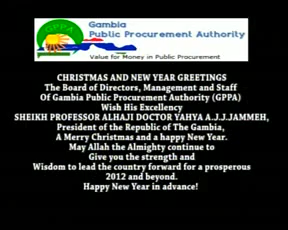 GPPA
Gambia
Public Procurement Authority
Value for Money in Public Procurement
CHRISTMAS AND NEW YEAR GREETINGS
The Board of Directors, Management and Staff
Of Gambia Public Procurement Authority (GPPA)
Wish His Excellency
SHEIKH PROFESSOR ALHAJI DOCTOR YAHYA A.J.J.JAMMEH,
President of the Republic of The Gambia,
A Merry Christmas and a happy New Year.
May Allah the Almighty continue to
Give you the strength and
Wisdom to lead the country forward for a prosperous
2012 and beyond.
Happy New Year in advance!